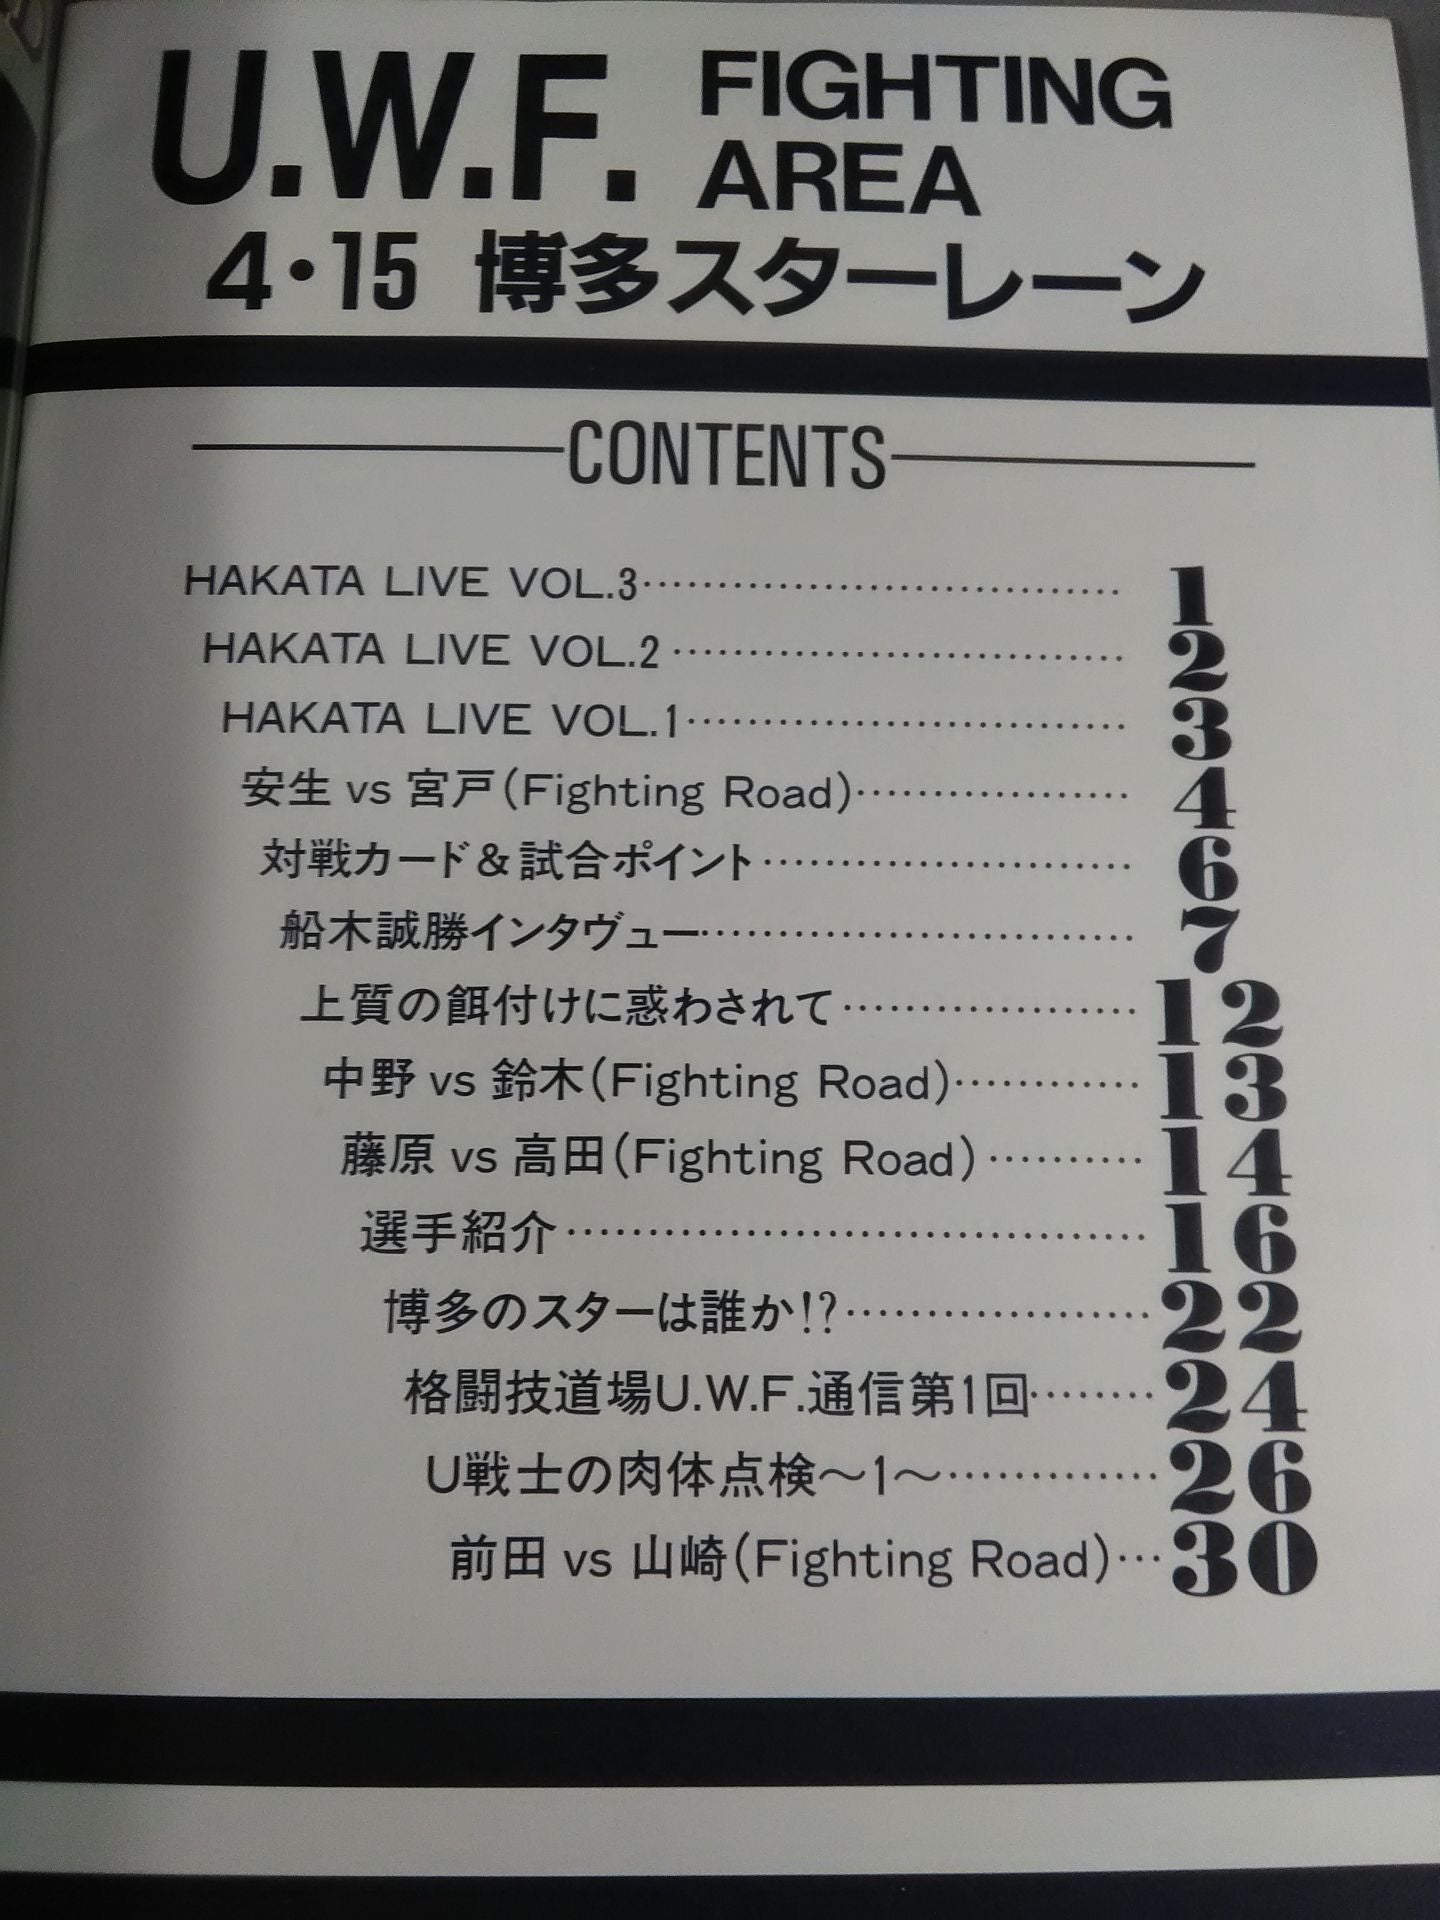 U.W.F. FIGHTING AREA
4・15 博多スターレーン
CONTENTS
HAKATA LIVE VOL.3…………………………… 1
HAKATA LIVE VOL.2 ………………………… 2
HAKATA LIVE VOL.1………………………… 3
安生 vs 宮戸(Fighting Road)……………… 4
対戦カード&試合ポイント …………………… 6
船木誠勝インタヴュー………………………… 7
上質の餌付けに惑わされて ………………… 12
中野 vs 鈴木(Fighting Road)………… 13
藤原 vs 高田(Fighting Road) ………… 14
選手紹介………………………………… 16
博多のスターは誰か!? ………………… 22
格闘技道場U.W.F.通信第1回……… 24
U戦士の肉体点検〜1〜………… 26
前田 vs 山崎(Fighting Road)… 30